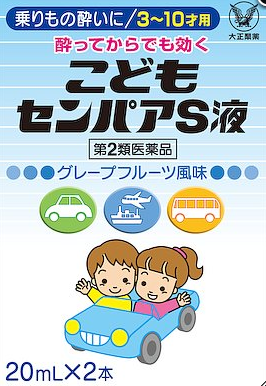 乗りもの酔いに/3～10才用
大正製薬
酔ってからでも効く
こども
センパアS液
第2類医薬品
グレープフルーツ風味
20mL×2本